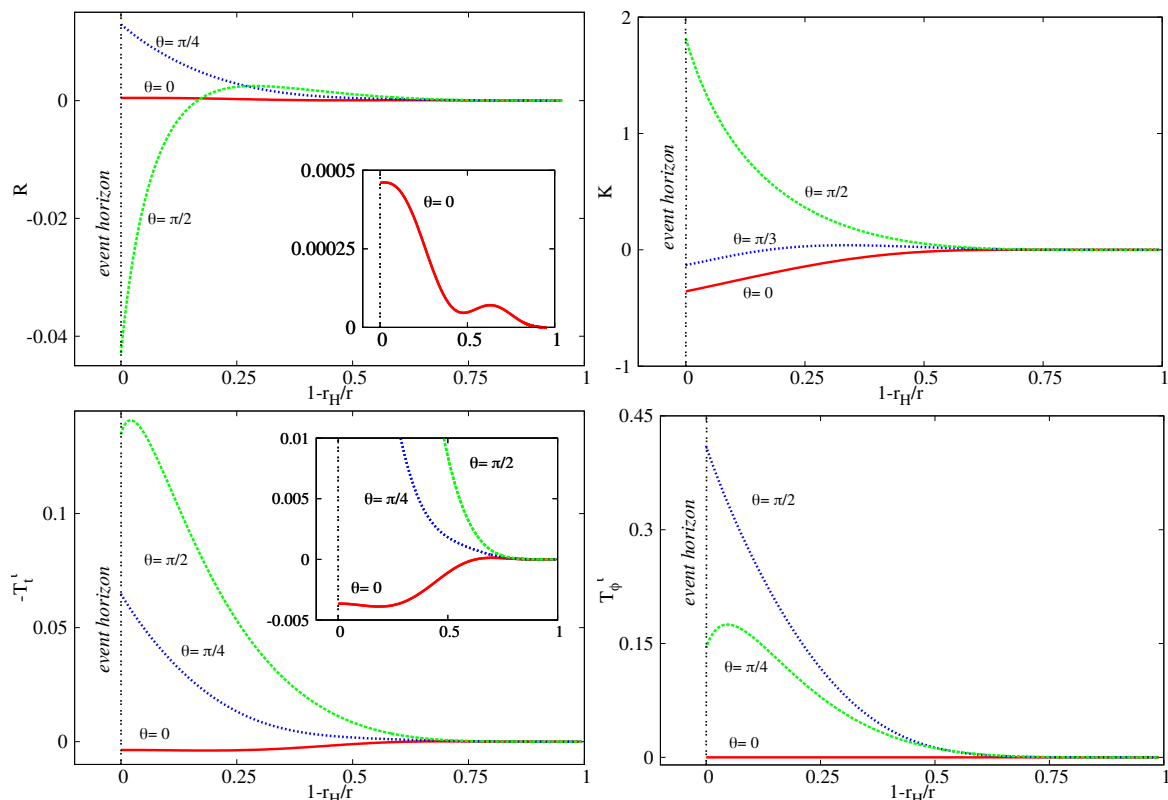 R
0
-0.02
-0.04
event horizon
θ= π/4
θ= 0
θ= π/2
0.0005
0.00025
0
θ= 0
0
0.5
1
0
0.25
0.5
0.75
1
1-r_H/r
K
2
1
0
-1
event horizon
θ= π/2
θ= π/3
θ= 0
0
0.25
0.5
0.75
1
1-r_H/r
-T_t^t
0.1
0.05
0
event horizon
θ= π/2
θ= π/4
θ= 0
0.01
0.005
0
-0.005
θ= π/2
θ= π/4
θ= 0
0
0.5
1
0
0.25
0.5
0.75
1
1-r_H/r
T_φ^t
0.45
0.3
0.15
0
event horizon
θ= π/2
θ= π/4
θ= 0
0
0.25
0.5
0.75
1
1-r_H/r